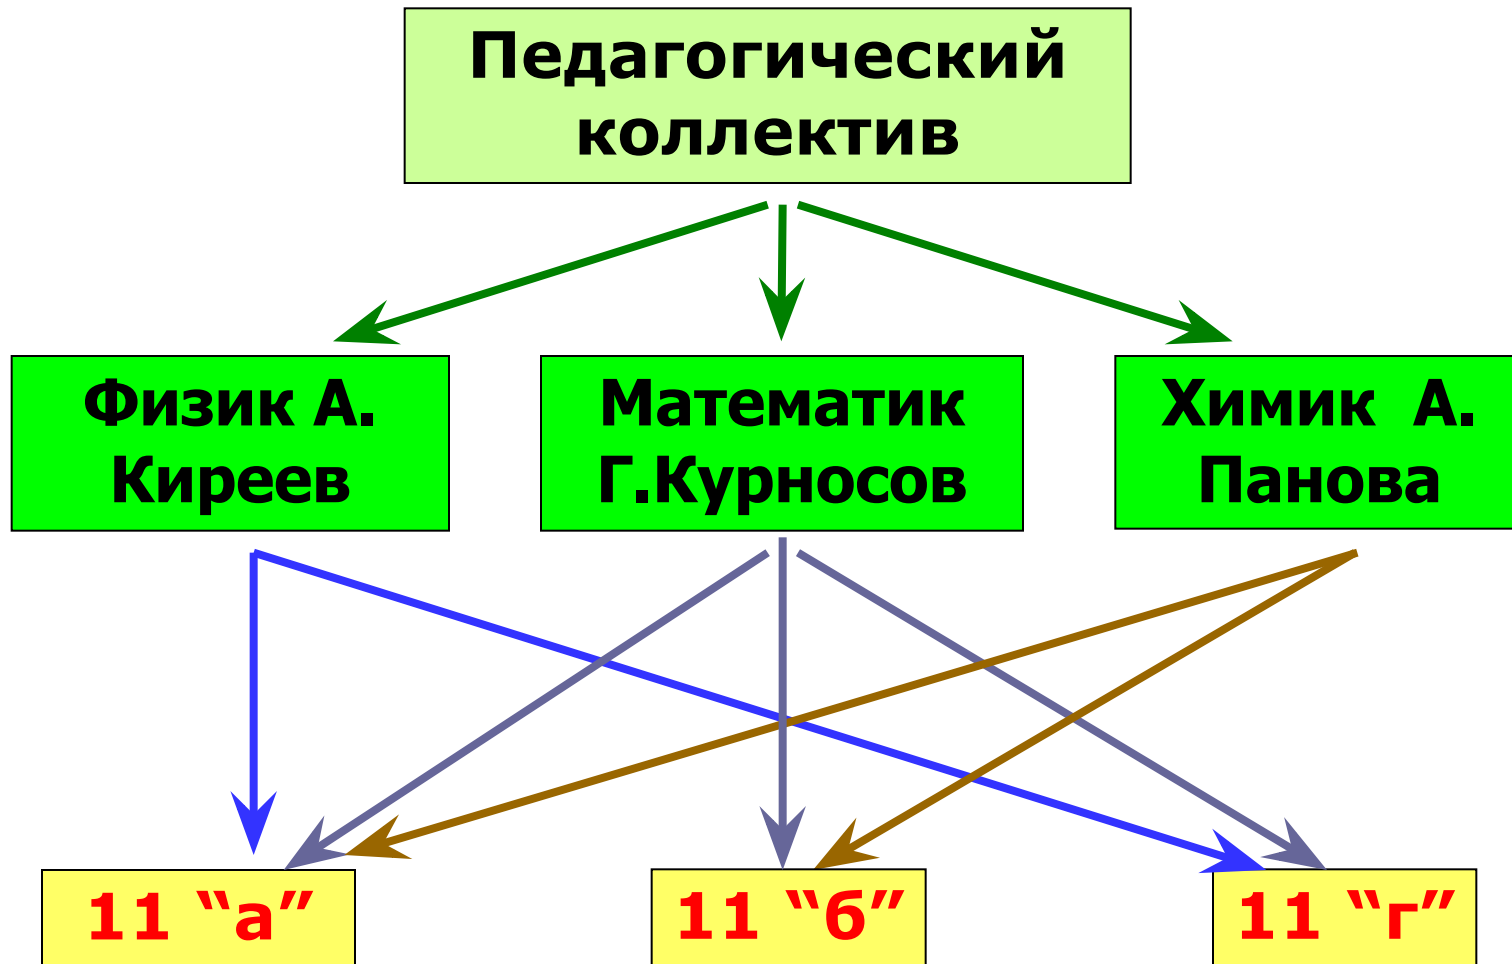 Педагогический
коллектив
Физик А.
Киреев
Математик
Г.Курносов
Химик  А.
Панова
11 “а”
11 “б”
11 “г”